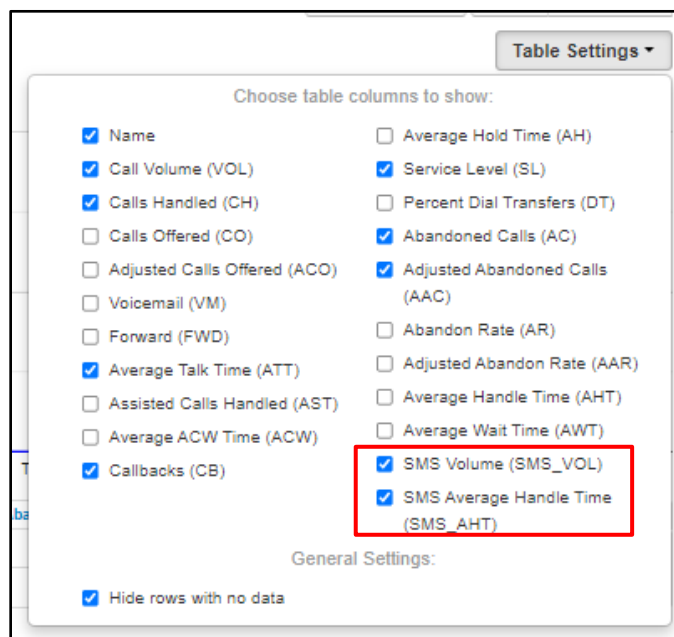 Table Settings
Choose table columns to show:
Name
Call Volume (VOL)
Calls Handled (CH)
Calls Offered (CO)
Adjusted Calls Offered (ACO)
Voicemail (VM)
Forward (FWD)
Average Talk Time (ATT)
Assisted Calls Handled (AST)
Average ACW Time (ACW)
Callbacks (CB)
Average Hold Time (AH)
Service Level (SL)
Percent Dial Transfers (DT)
Abandoned Calls (AC)
Adjusted Abandoned Calls
(AAC)
Abandon Rate (AR)
Adjusted Abandon Rate (AAR)
Average Handle Time (AHT)
Average Wait Time (AWT)
SMS Volume (SMS_VOL)
SMS Average Handle Time
(SMS_AHT)
General Settings:
Hide rows with no data